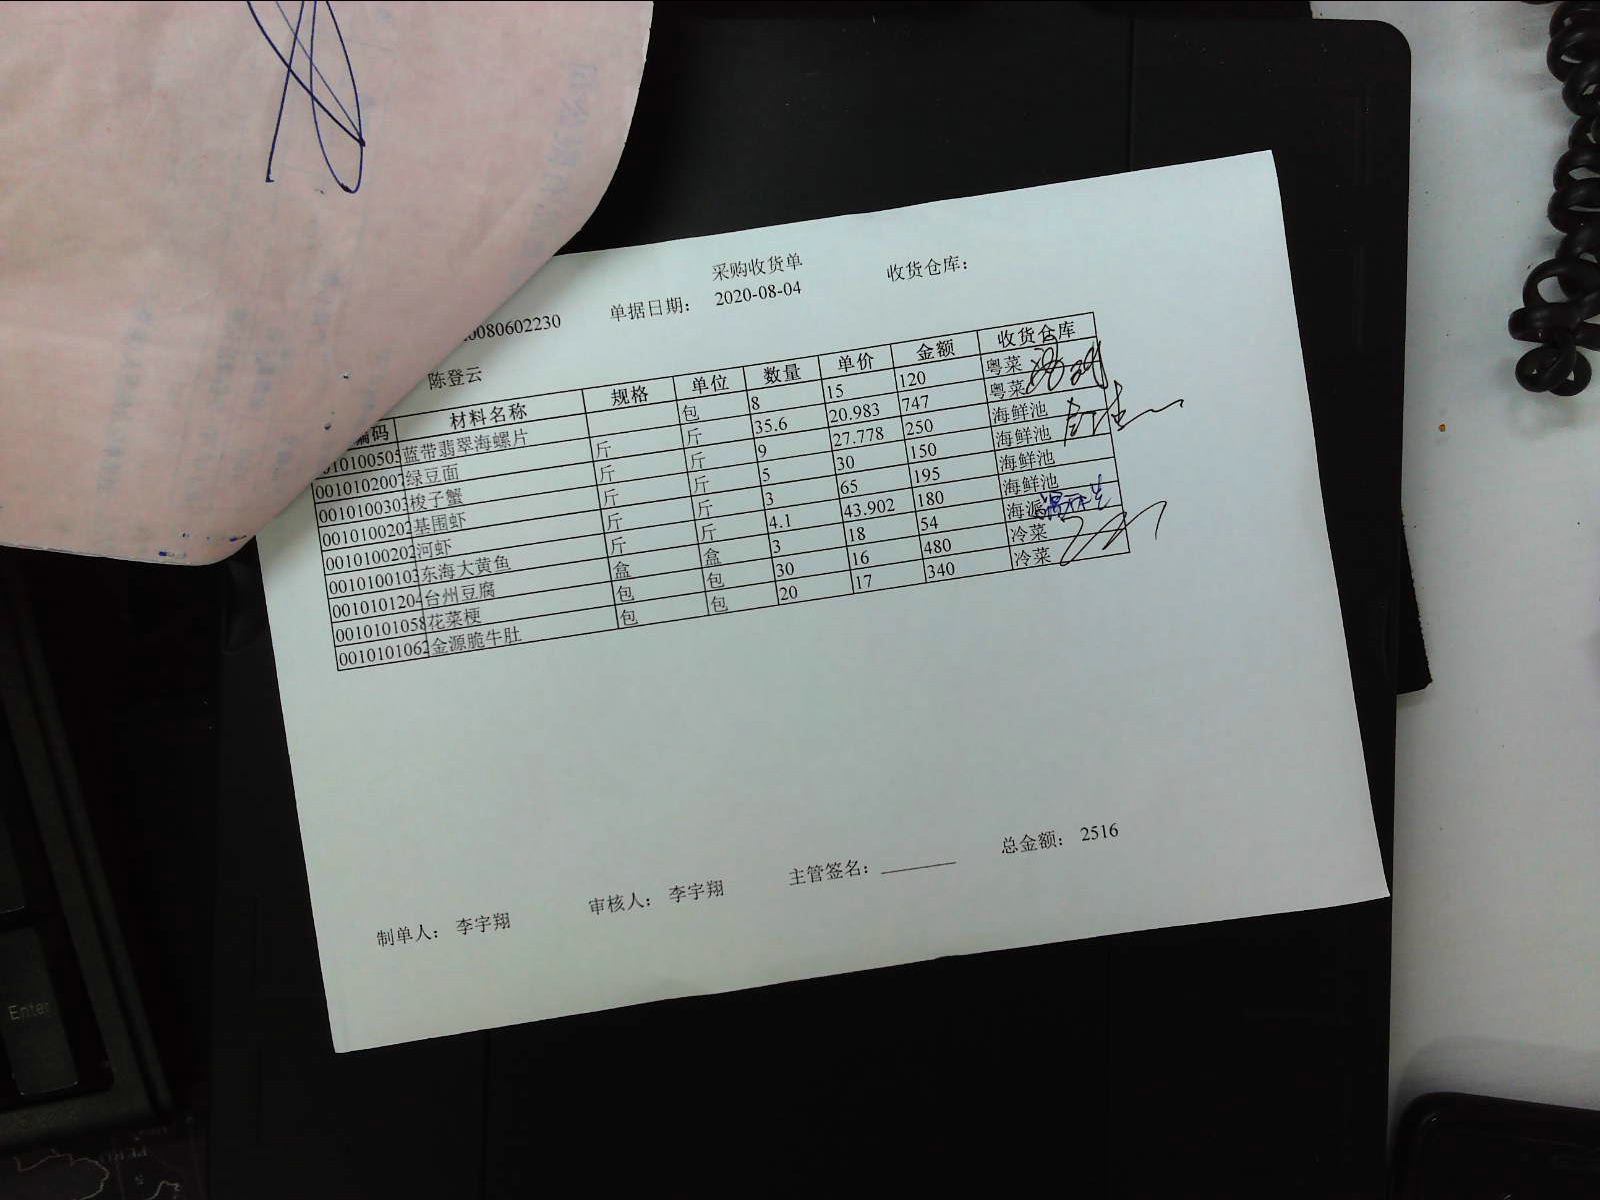 采购收货单
0080602230 单据日期： 2020-08-04 收货仓库：
陈登云
编码 材料名称 规格 单位 数量 单价 金额 收货仓库
010100505 蓝带翡翠海螺片 包 8 15 120 粤菜
0010102007 绿豆面 斤 斤 35.6 20.983 747 粤菜
0010100303 梭子蟹 斤 斤 9 27.778 250 海鲜池
0010100202 基围虾 斤 斤 5 30 150 海鲜池
0010100202 河虾 斤 斤 3 65 195 海鲜池
0010100103 东海大黄鱼 斤 斤 4.1 43.902 180 海鲜池
0010101204 台州豆腐 盒 盒 3 18 54 海派
0010101058 花菜梗 包 包 30 16 480 冷菜
0010101062 金源脆牛肚 包 包 20 17 340 冷菜
制单人： 李宇翔 审核人： 李宇翔 主管签名： 总金额： 2516
Enter